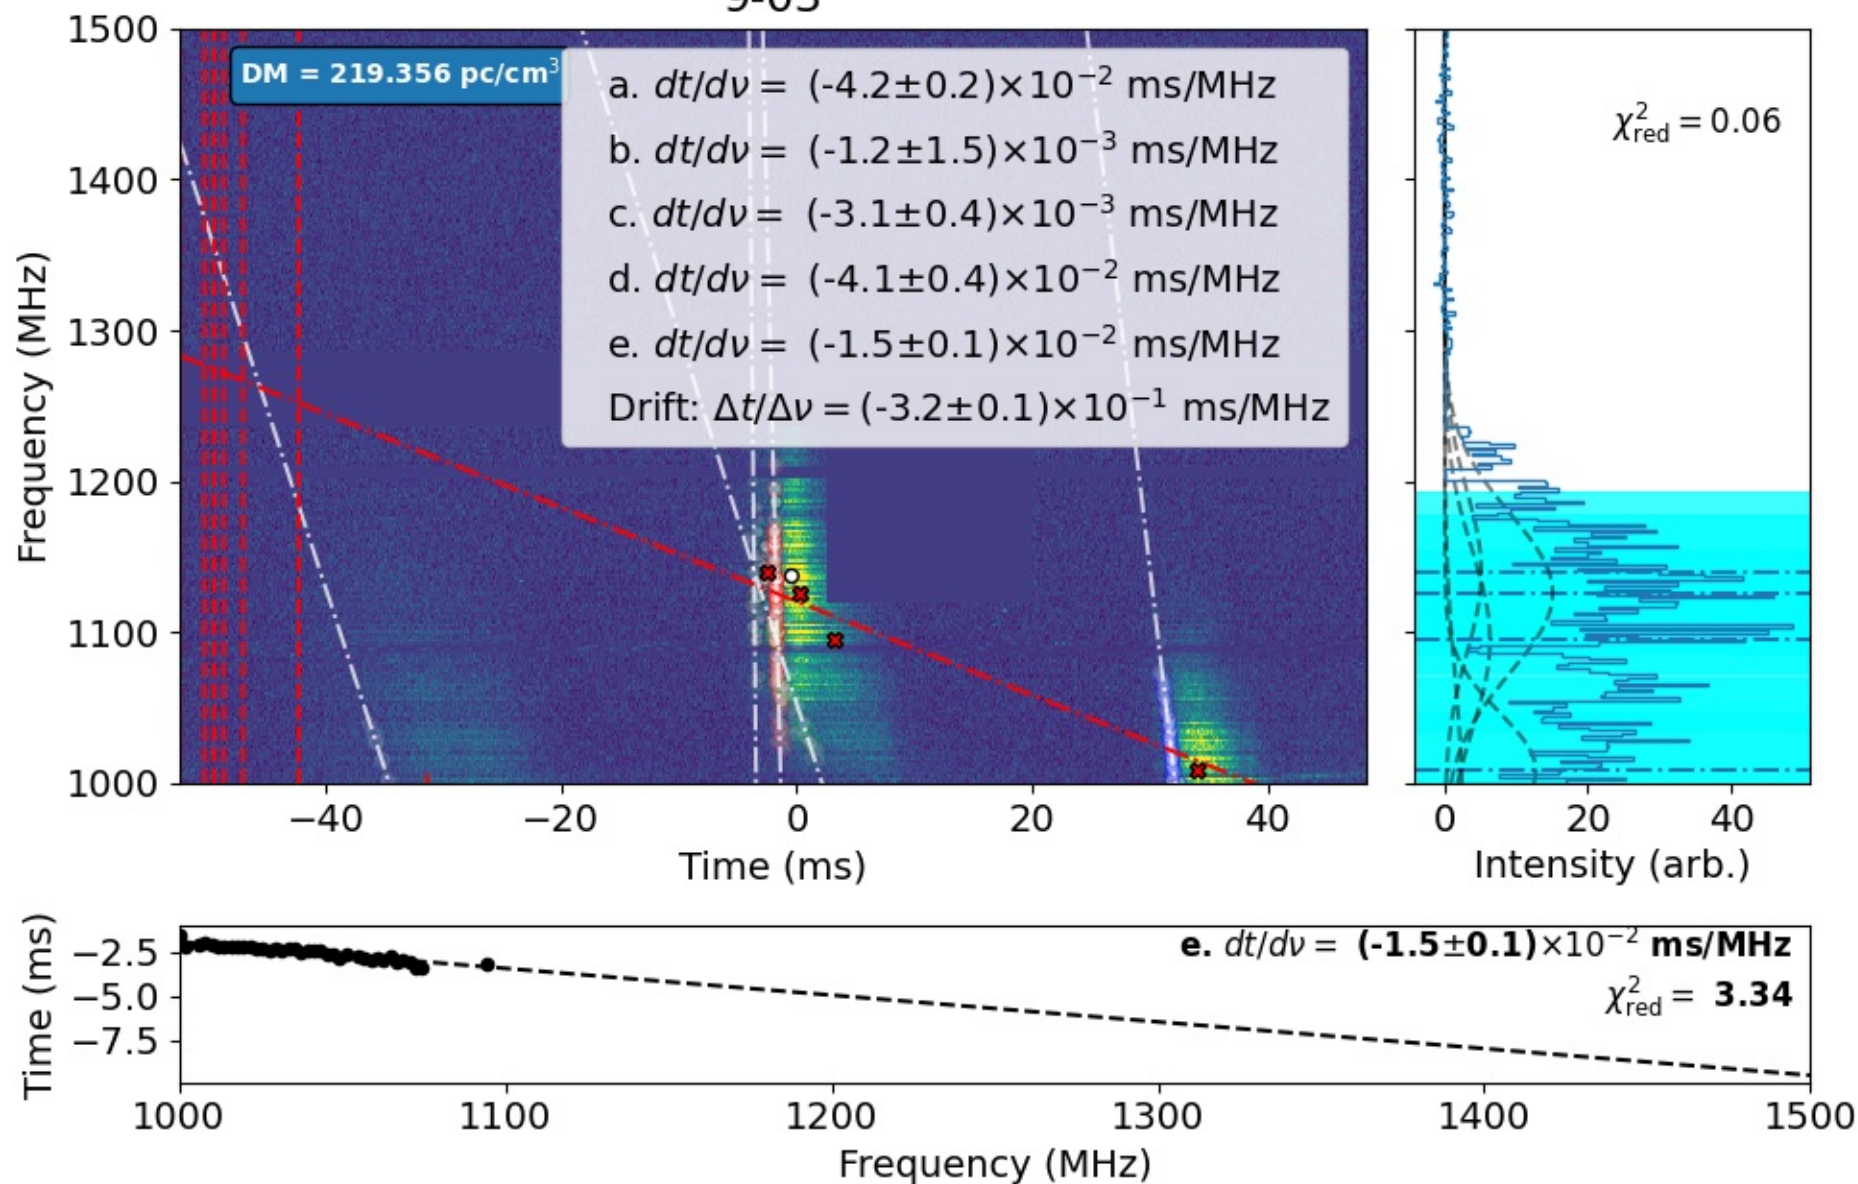 9-05
1500
1400
1300
1200
1100
1000
Frequency (MHz)
DM = 219.356 pc/cm³
a. dt/dν = (-4.2±0.2)×10⁻² ms/MHz
b. dt/dν = (-1.2±1.5)×10⁻³ ms/MHz
c. dt/dν = (-3.1±0.4)×10⁻³ ms/MHz
d. dt/dν = (-4.1±0.4)×10⁻² ms/MHz
e. dt/dν = (-1.5±0.1)×10⁻² ms/MHz
Drift: Δt/Δν = (-3.2±0.1)×10⁻¹ ms/MHz
−40 −20 0 20 40
Time (ms)
χ²red = 0.06
0 20 40
Intensity (arb.)
Time (ms)
−2.5
−5.0
−7.5
e. dt/dν = (-1.5±0.1)×10⁻² ms/MHz
χ²red = 3.34
1000 1100 1200 1300 1400 1500
Frequency (MHz)